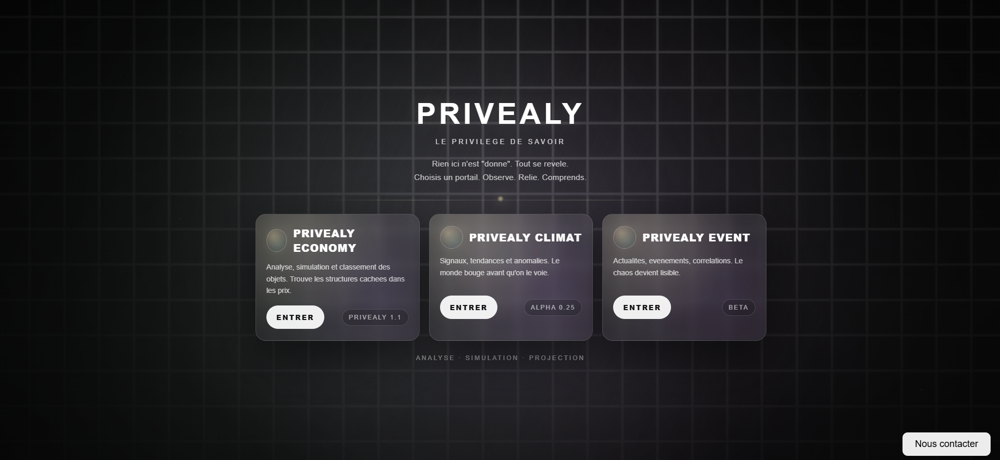 PRIVEALY
LE PRIVILEGE DE SAVOIR
Rien ici n'est "donne". Tout se revele.
Choisis un portail. Observe. Relie. Comprends.
PRIVEALY
ECONOMY
Analyse, simulation et classement des
objets. Trouve les structures cachees dans
les prix.
ENTRER
PRIVEALY 1.1
PRIVEALY CLIMAT
Signaux, tendances et anomalies. Le
monde bouge avant qu'on le voie.
ENTRER
ALPHA 0.25
PRIVEALY EVENT
Actualites, evenements, correlations. Le
chaos devient lisible.
ENTRER
BETA
ANALYSE · SIMULATION · PROJECTION
Nous contacter